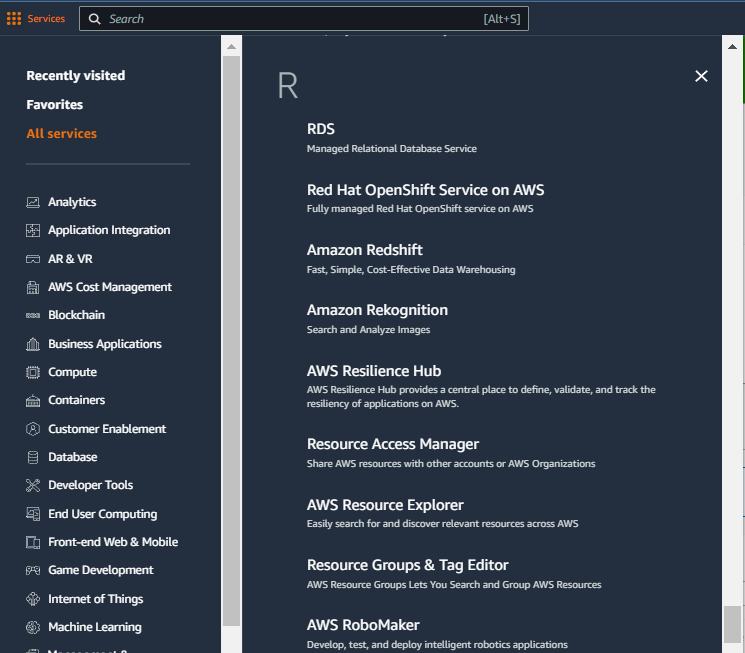 Services
Search
[Alt+S]
Recently visited
Favorites
All services
Analytics
Application Integration
AR & VR
AWS Cost Management
Blockchain
Business Applications
Compute
Containers
Customer Enablement
Database
Developer Tools
End User Computing
Front-end Web & Mobile
Game Development
Internet of Things
Machine Learning
R
RDS
Managed Relational Database Service
Red Hat OpenShift Service on AWS
Fully managed Red Hat OpenShift service on AWS
Amazon Redshift
Fast, Simple, Cost-Effective Data Warehousing
Amazon Rekognition
Search and Analyze Images
AWS Resilience Hub
AWS Resilience Hub provides a central place to define, validate, and track the
resiliency of applications on AWS.
Resource Access Manager
Share AWS resources with other accounts or AWS Organizations
AWS Resource Explorer
Easily search for and discover relevant resources across AWS
Resource Groups & Tag Editor
AWS Resource Groups Lets You Search and Group AWS Resources
AWS RoboMaker
Develop, test, and deploy intelligent robotics applications